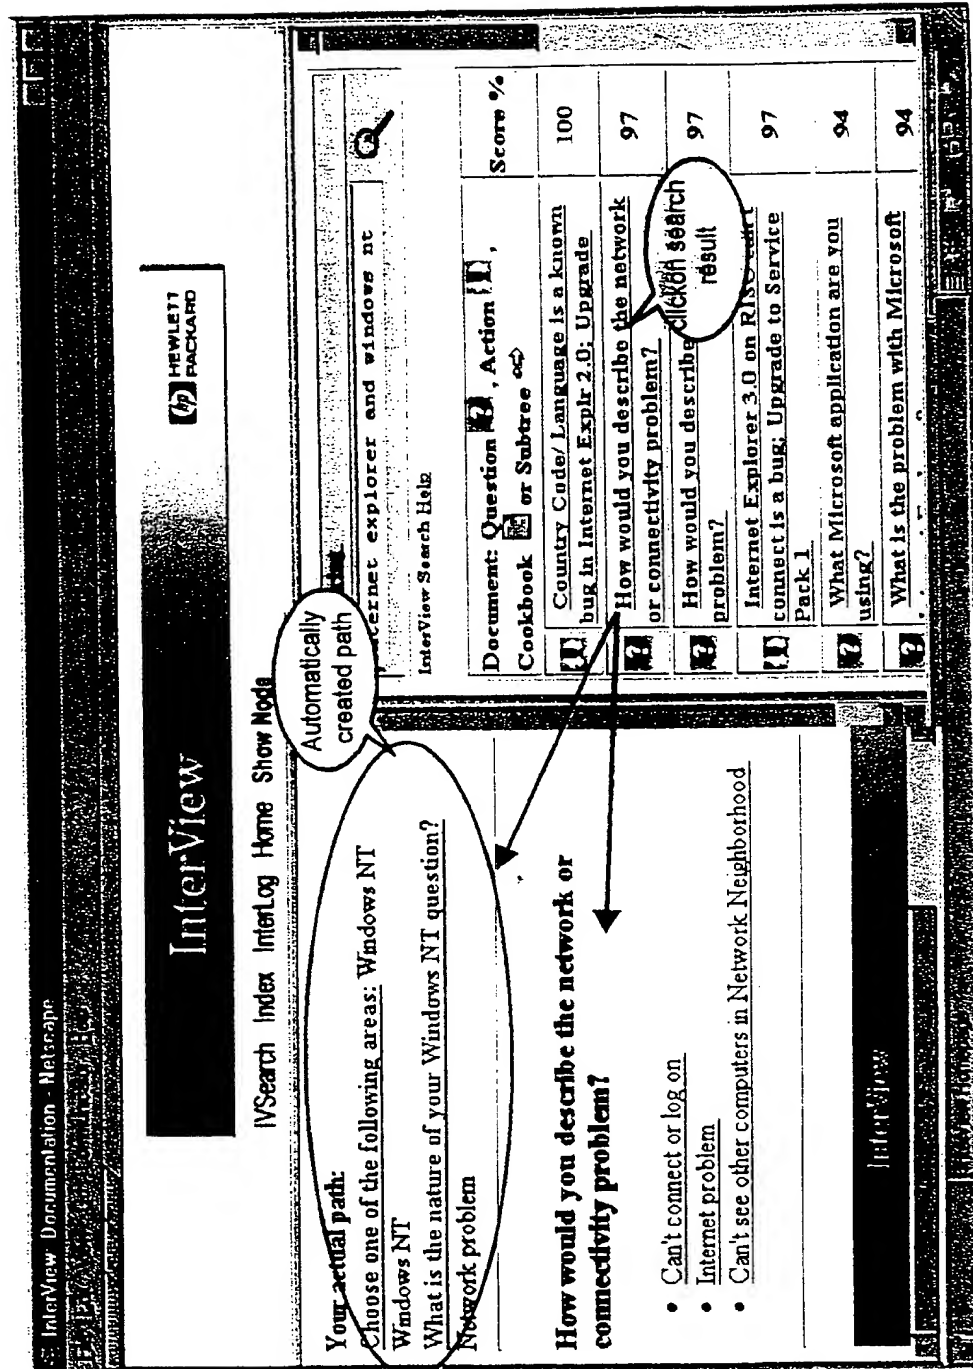 InterView Documentation - Netscape
InterView
HEWLETT
PACKARD
IVSearch Index InterLog Home Show Node
Your actual path:
Choose one of the following areas: Windows NT
Windows NT
What is the nature of your Windows NT question?
Network problem
Automatically
created path
How would you describe the network or
connectivity problem?
• Can't connect or log on
• Internet problem
• Can't see other computers in Network Neighborhood
InterView
explorer and windows nt
InterView Search Help
Document: Question ?, Action,
Cookbook or Subtree
Score %
Country Code/ Language is a known
bug in Internet Explr 2.0; Upgrade
100
How would you describe the network
or connectivity problem?
97
How would you describe
problem?
97
click on search
result
Internet Explorer 3.0 on RISC can't
connect is a bug; Upgrade to Service
Pack 1
97
What Microsoft application are you
using?
94
What is the problem with Microsoft
94